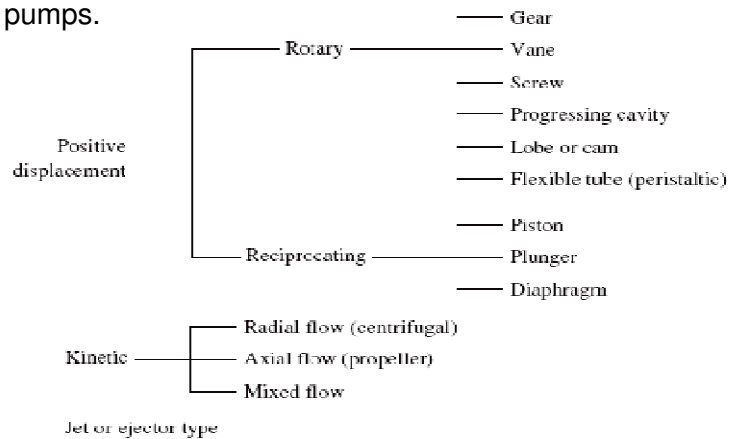 pumps.
Gear
Rotary
Vane
Screw
Progressing cavity
Positive
displacement
Lobe or cam
Flexible tube (peristaltic)
Piston
Reciprocating
Plunger
Diaphragm
Radial flow (centrifugal)
Kinetic
Axial flow (propeller)
Mixed flow
Jet or ejector type